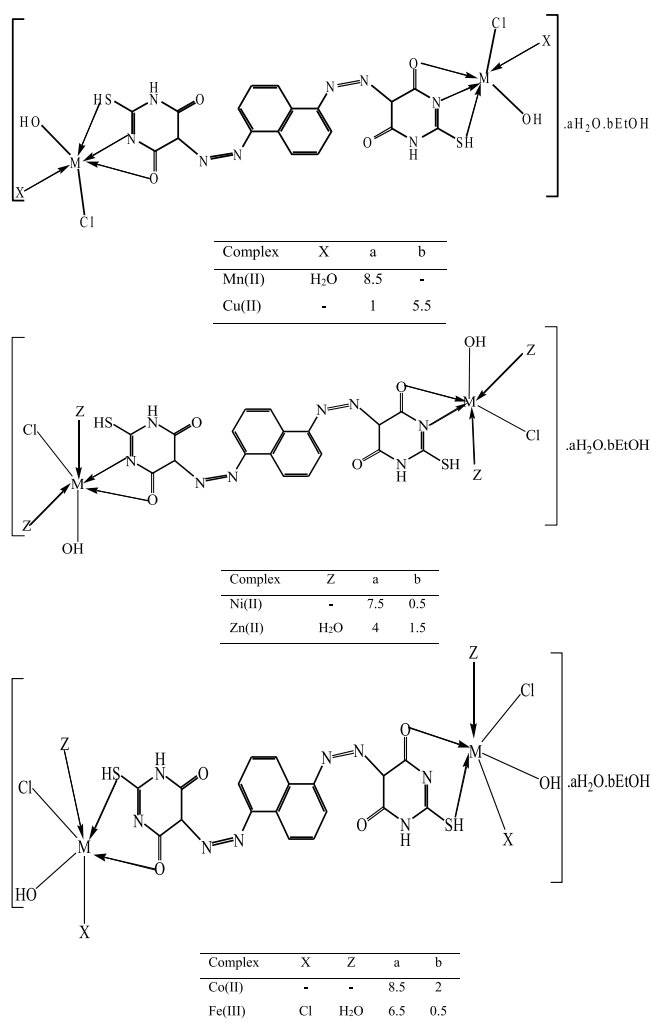 Cl
O
X
N
N
M
H
N
HS
O
N
O
OH
HO
SH
N
H
N
N
N
M
O
X
Cl
.aH₂O.bEtOH
Complex X a b
Mn(II) H₂O 8.5 -
Cu(II) - 1 5.5
OH
Z
O
N
N
M
Z
H
N
HS
O
N
Cl
Cl
O
SH
Z
N
H
N
M
N
N
O
Z
OH
.aH₂O.bEtOH
Complex Z a b
Ni(II) - 7.5 0.5
Zn(II) H₂O 4 1.5
Z
Cl
O
M
Z
H
N
N
N
HS
O
N
OH
Cl
.aH₂O.bEtOH
N
O
SH
N
H
X
M
N
N
O
HO
X
Complex X Z a b
Co(II) - - 8.5 2
Fe(III) Cl H₂O 6.5 0.5